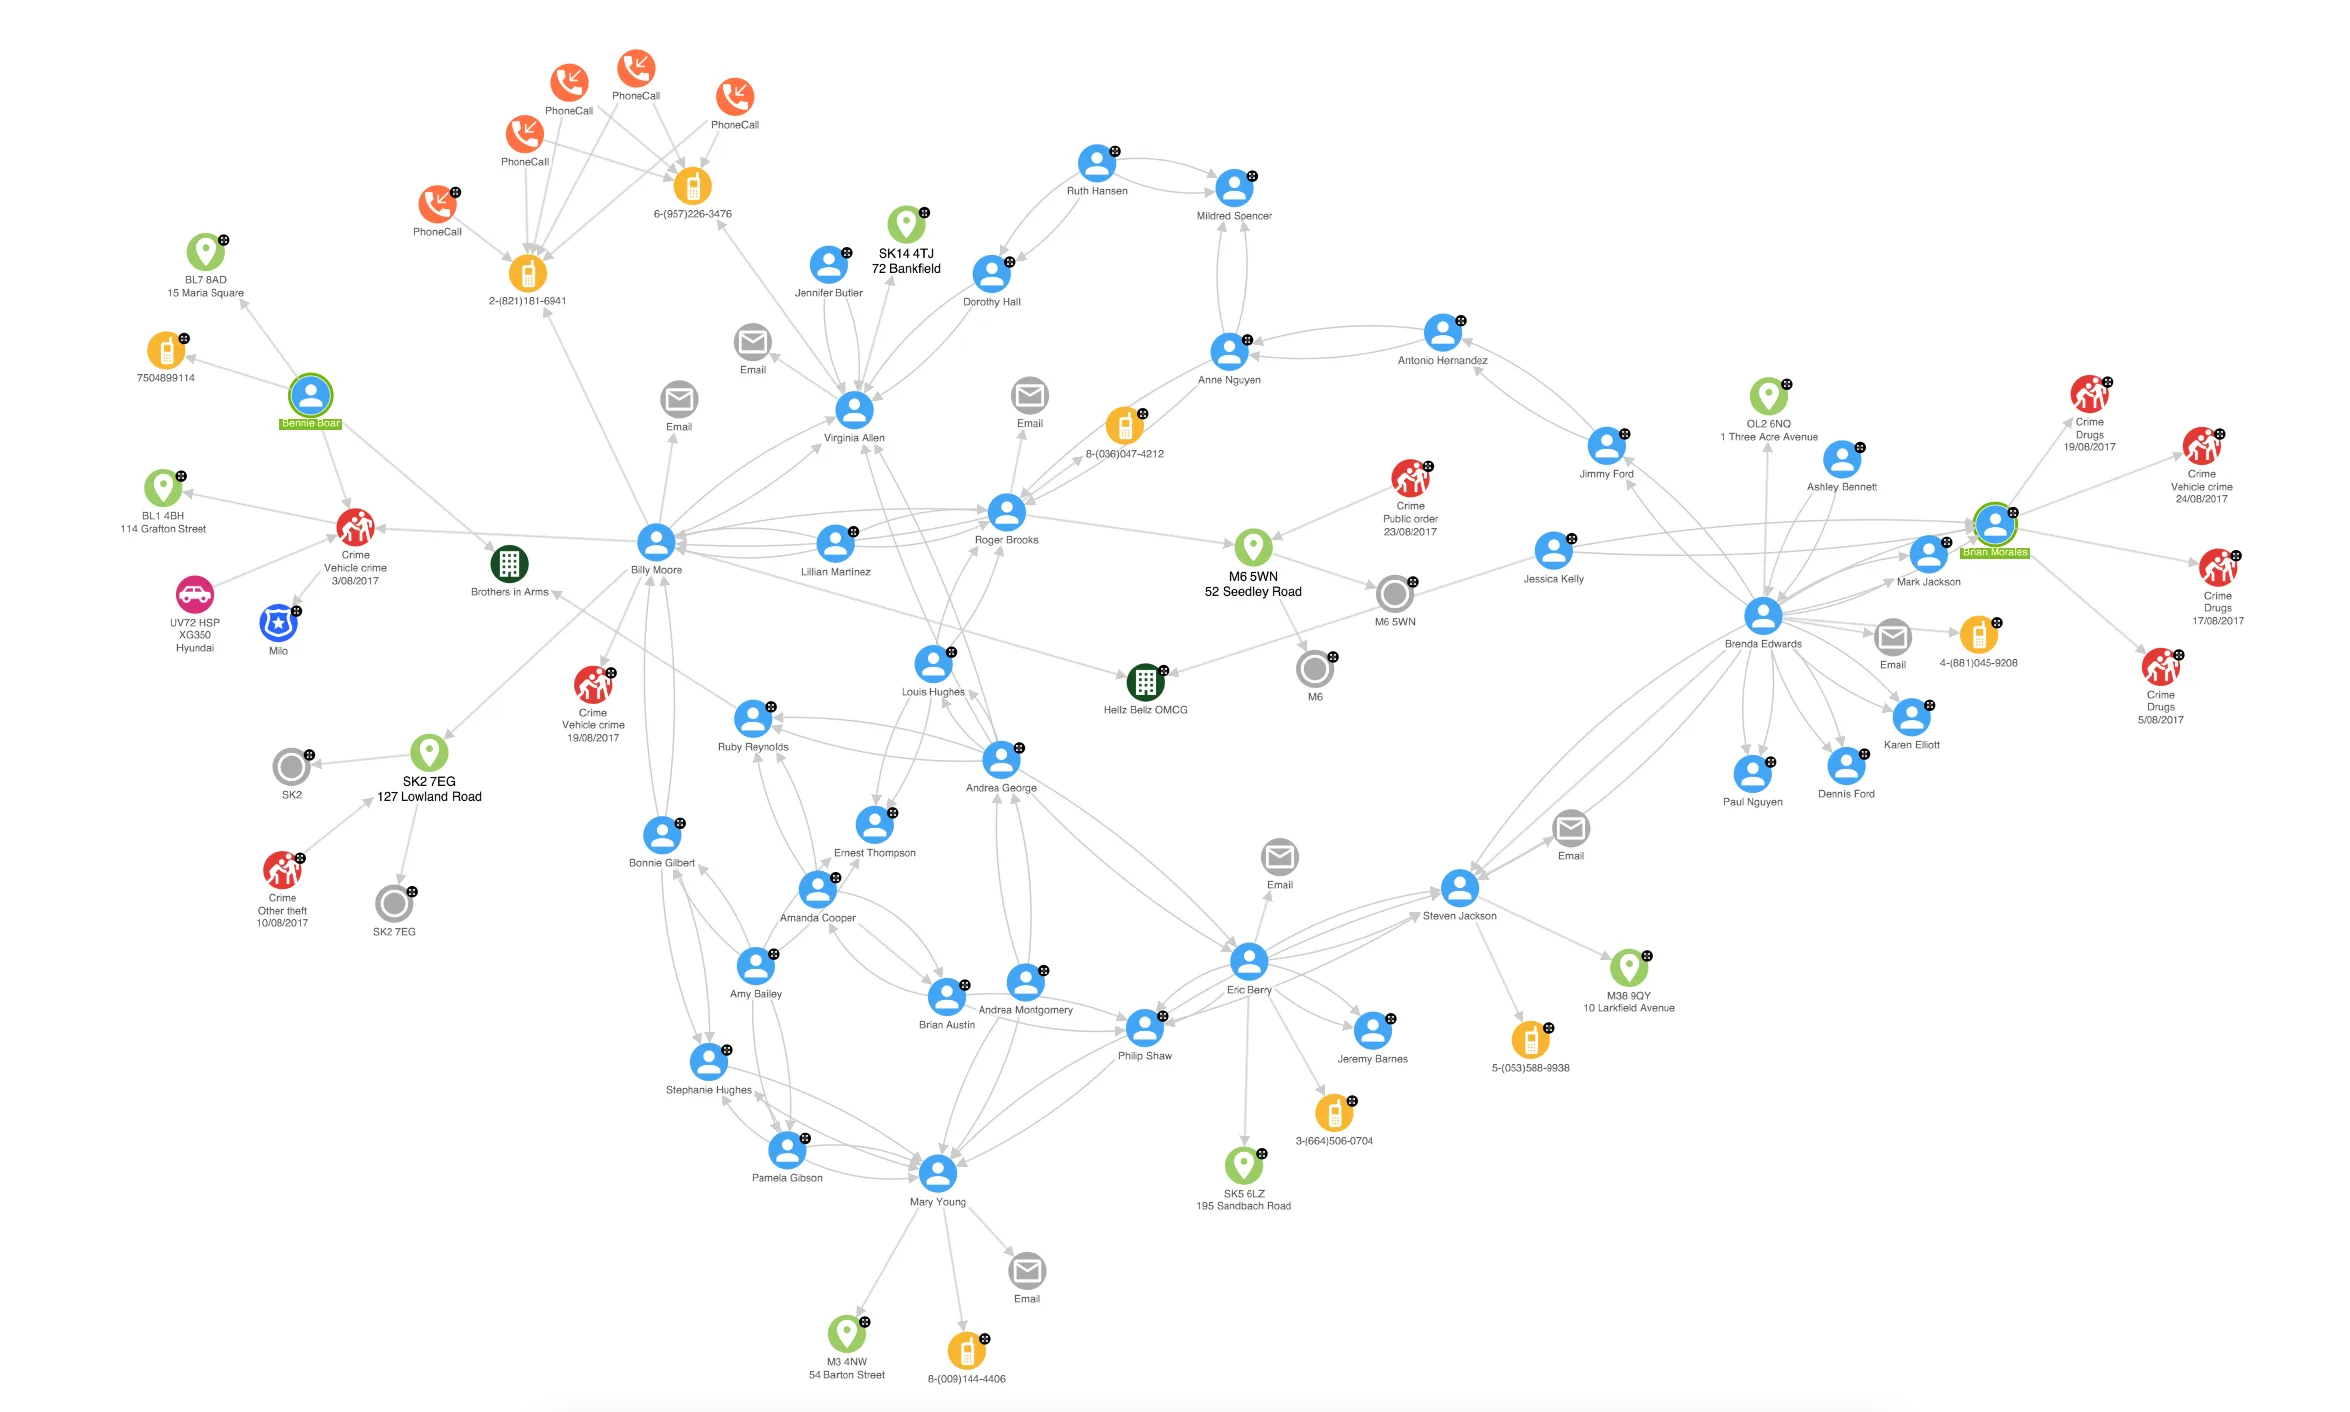 PhoneCall
PhoneCall
PhoneCall
PhoneCall
PhoneCall
6-(957)226-3476
2-(821)181-6941
BL7 8AD
15 Maria Square
7504899114
Bennie Boar
BL1 4BH
114 Grafton Street
Crime
Vehicle crime
3/08/2017
UV72 HSP
XG350
Hyundai
Milo
Brothers in Arms
SK14 4TJ
72 Bankfield
Jennifer Butler
Dorothy Hall
Ruth Hansen
Mildred Spencer
Email
Email
Virginia Allen
Email
8-(036)047-4212
Anne Nguyen
Antonio Hernandez
Jimmy Ford
Billy Moore
Lillian Martinez
Roger Brooks
Crime
Public order
23/08/2017
M6 5WN
52 Seedley Road
M6 5WN
M6
Hellz Bellz OMCG
Jessica Kelly
OL2 6NQ
1 Three Acre Avenue
Ashley Bennett
Mark Jackson
Brian Morales
Crime
Drugs
19/08/2017
Crime
Vehicle crime
24/08/2017
Crime
Drugs
17/08/2017
Crime
Drugs
5/08/2017
Brenda Edwards
Email
4-(881)045-9208
Karen Elliott
Dennis Ford
Paul Nguyen
Crime
Vehicle crime
19/08/2017
SK2
SK2 7EG
127 Lowland Road
Crime
Other theft
10/08/2017
SK2 7EG
Louis Hughes
Ruby Reynolds
Andrea George
Bonnie Gilbert
Ernest Thompson
Amanda Cooper
Amy Bailey
Brian Austin
Andrea Montgomery
Stephanie Hughes
Pamela Gibson
Philip Shaw
Mary Young
Email
M3 4NW
54 Barton Street
8-(009)144-4406
Email
Eric Berry
Jeremy Barnes
3-(664)506-0704
SK5 6LZ
195 Sandbach Road
Email
Steven Jackson
M38 9QY
10 Larkfield Avenue
5-(053)588-9938